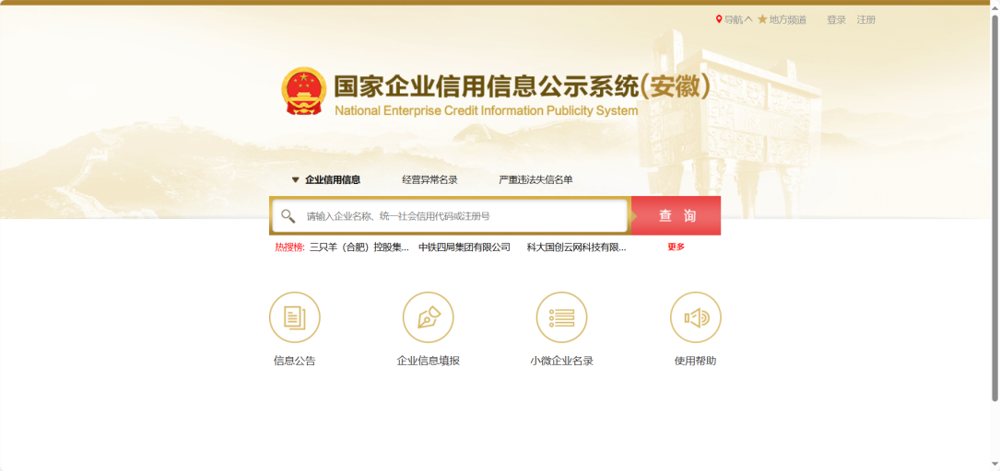 导航 地方频道 登录 注册
国家企业信用信息公示系统(安徽)
National Enterprise Credit Information Publicity System
企业信用信息 经营异常名录 严重违法失信名单
请输入企业名称、统一社会信用代码或注册号 查 询
热搜榜: 三只羊（合肥）控股集... 中铁四局集团有限公司 科大国创云网科技有限... 更多
信息公告 企业信息填报 小微企业名录 使用帮助